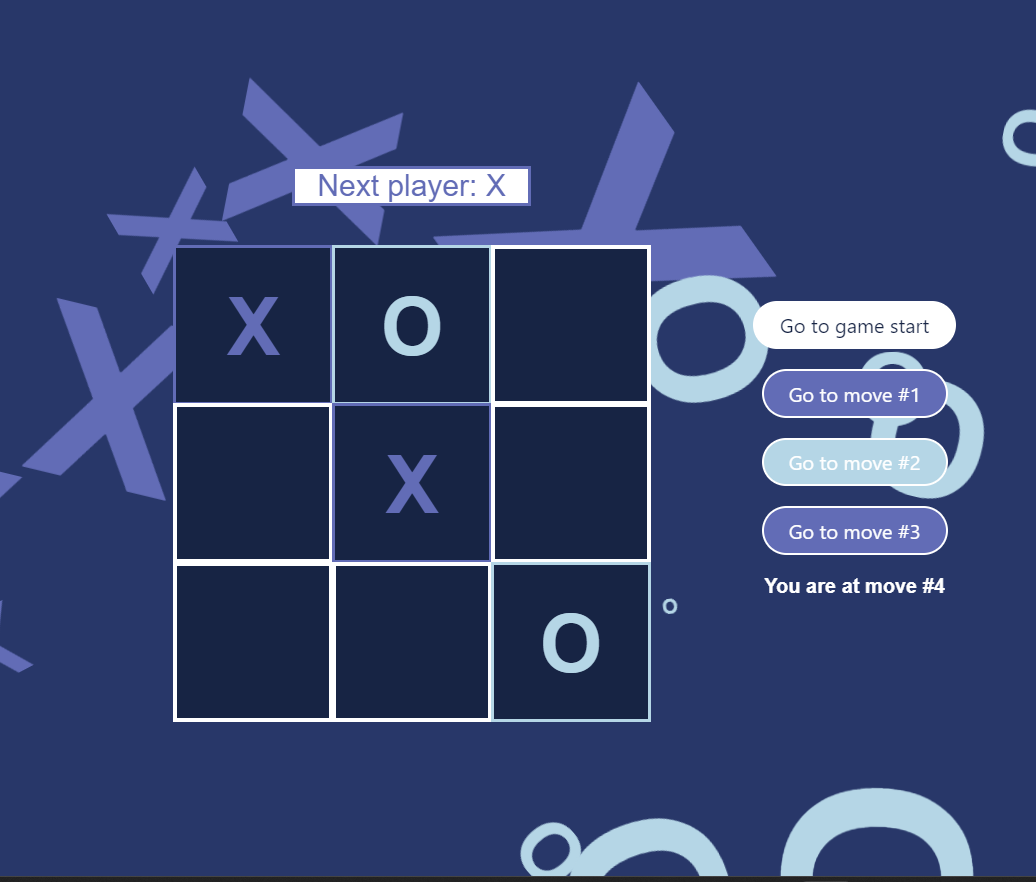 Next player: X
X O
X
O
Go to game start
Go to move #1
Go to move #2
Go to move #3
You are at move #4